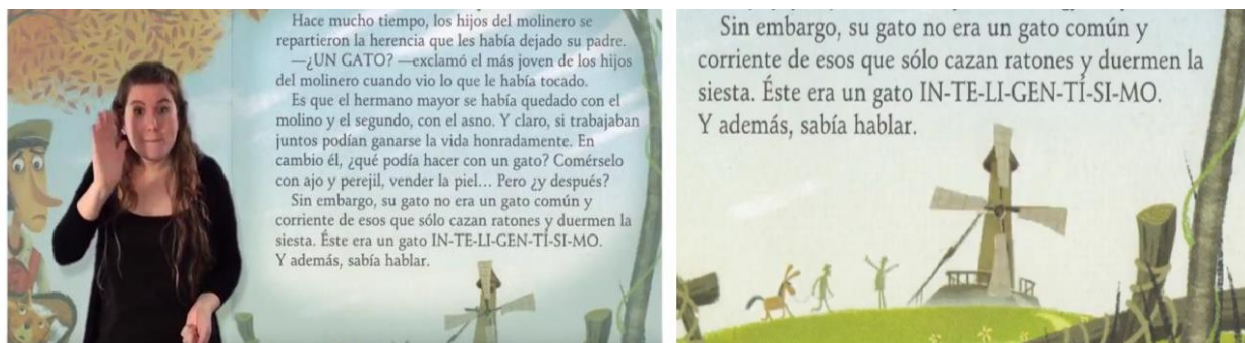 Hace mucho tiempo, los hijos del molinero se
repartieron la herencia que les había dejado su padre.
—¿UN GATO? —exclamó el más joven de los hijos
del molinero cuando vio lo que le había tocado.
Es que el hermano mayor se había quedado con el
molino y el segundo, con el asno. Y claro, si trabajaban
juntos podían ganarse la vida honradamente. En
cambio él, ¿qué podía hacer con un gato? Comérselo
con ajo y perejil, vender la piel... Pero ¿y después?
Sin embargo, su gato no era un gato común y
corriente de esos que sólo cazan ratones y duermen la
siesta. Éste era un gato IN-TE-LI-GEN-TÍ-SI-MO.
Y además, sabía hablar.
Sin embargo, su gato no era un gato común y
corriente de esos que sólo cazan ratones y duermen la
siesta. Éste era un gato IN-TE-LI-GEN-TÍ-SI-MO.
Y además, sabía hablar.